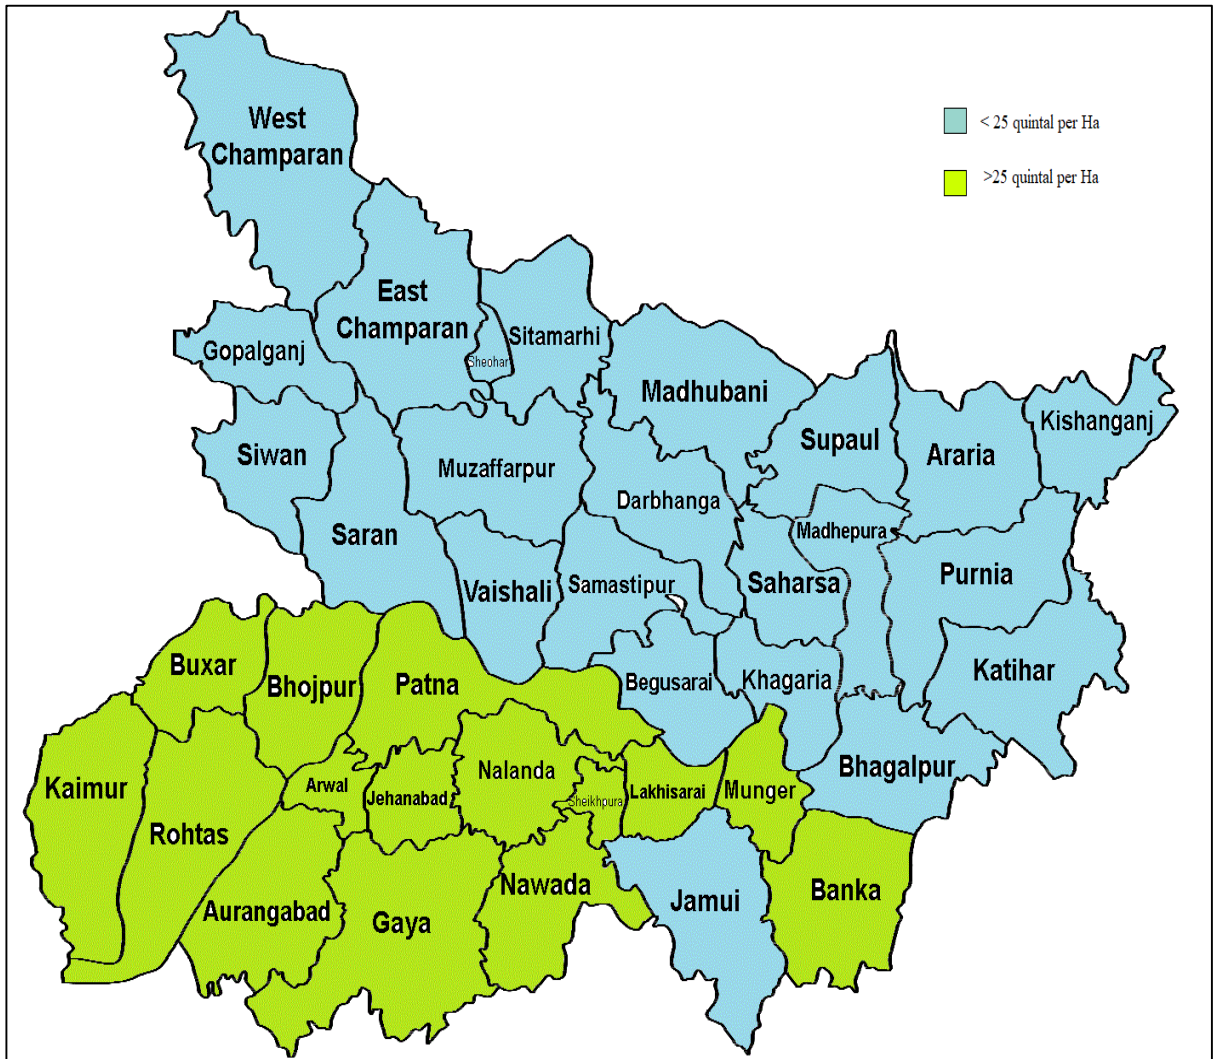 West
Champaran
< 25 quintal per Ha
>25 quintal per Ha
East
Champaran
Sitamarhi
Sheohar
Gopalganj
Madhubani
Kishanganj
Supaul
Araria
Siwan
Muzaffarpur
Darbhanga
Madhepura
Saran
Vaishali
Samastipur
Saharsa
Purnia
Buxar
Bhojpur
Patna
Begusarai
Khagaria
Katihar
Kaimur
Arwal
Jehanabad
Nalanda
Sheikhpura
Lakhisarai
Munger
Bhagalpur
Rohtas
Aurangabad
Gaya
Nawada
Jamui
Banka